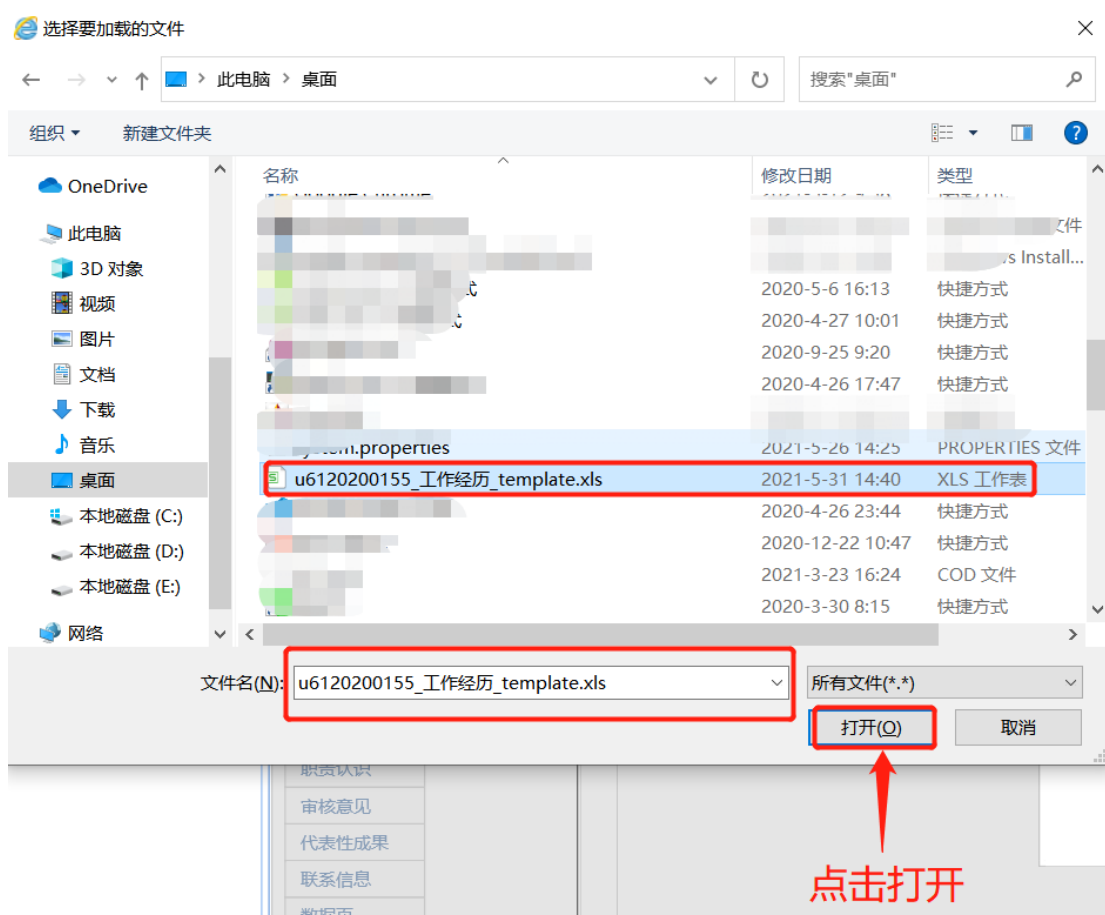 选择要加载的文件
此电脑 桌面
搜索"桌面"
组织 新建文件夹
名称 修改日期 类型
OneDrive
此电脑
3D 对象
视频
图片
文档
下载
音乐
桌面
本地磁盘 (C:)
本地磁盘 (D:)
本地磁盘 (E:)
网络
文件
Install...
2020-5-6 16:13 快捷方式
2020-4-27 10:01 快捷方式
2020-9-25 9:20 快捷方式
2020-4-26 17:47 快捷方式
.properties 2021-5-26 14:25 PROPERTIES 文件
u6120200155_工作经历_template.xls 2021-5-31 14:40 XLS 工作表
2020-4-26 23:44 快捷方式
2020-12-22 10:47 快捷方式
2021-3-23 16:24 COD 文件
2020-3-30 8:15 快捷方式
文件名(N): u6120200155_工作经历_template.xls 所有文件(*.*)
打开(O) 取消
职责认识
审核意见
代表性成果
联系信息
点击打开